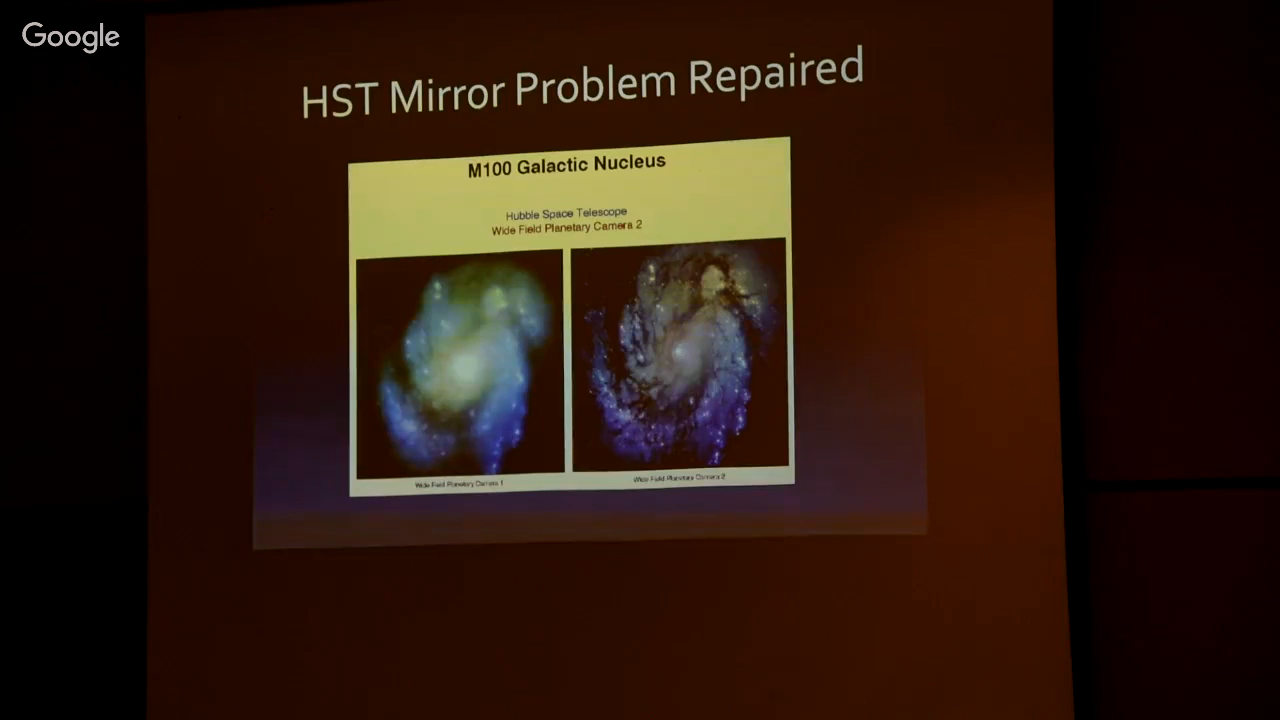 Google
HST Mirror Problem Repaired
M100 Galactic Nucleus
Hubble Space Telescope
Wide Field Planetary Camera 2
Wide Field Planetary Camera 1
Wide Field Planetary Camera 2